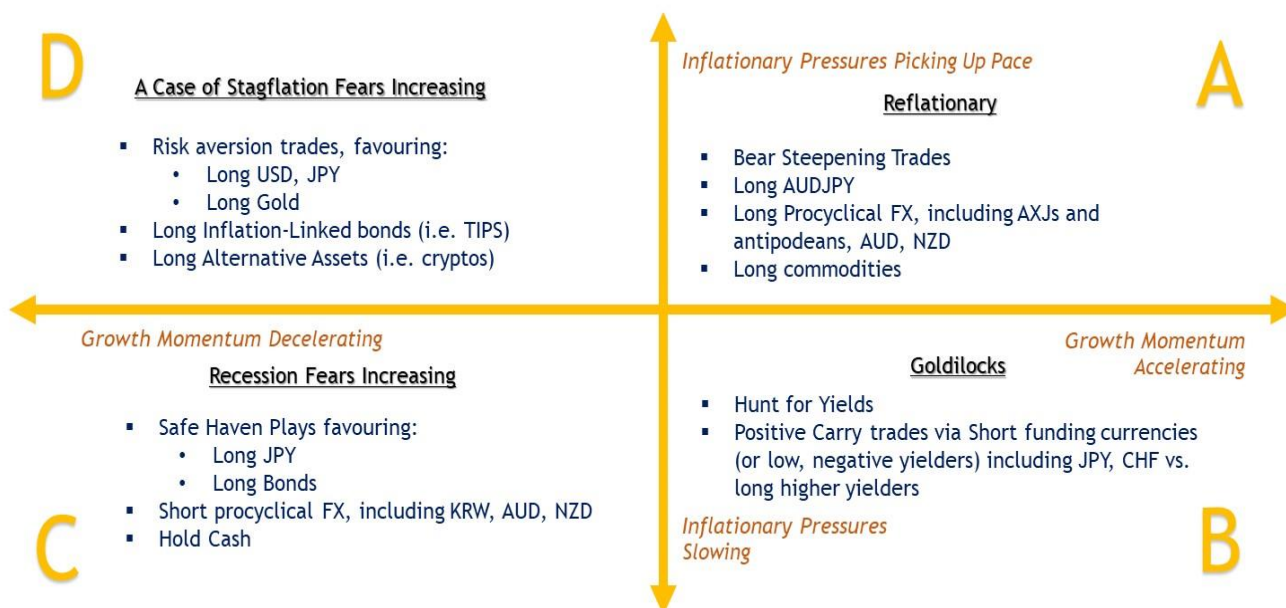 D
A Case of Stagflation Fears Increasing
▪ Risk aversion trades, favouring:
• Long USD, JPY
• Long Gold
▪ Long Inflation-Linked bonds (i.e. TIPS)
▪ Long Alternative Assets (i.e. cryptos)
Inflationary Pressures Picking Up Pace
A
Reflationary
▪ Bear Steepening Trades
▪ Long AUDJPY
▪ Long Procyclical FX, including AXJs and
antipodeans, AUD, NZD
▪ Long commodities
Growth Momentum Decelerating
Recession Fears Increasing
▪ Safe Haven Plays favouring:
• Long JPY
• Long Bonds
▪ Short procyclical FX, including KRW, AUD, NZD
▪ Hold Cash
C
Growth Momentum
Accelerating
Goldilocks
▪ Hunt for Yields
▪ Positive Carry trades via Short funding currencies
(or low, negative yielders) including JPY, CHF vs.
long higher yielders
Inflationary Pressures
Slowing
B